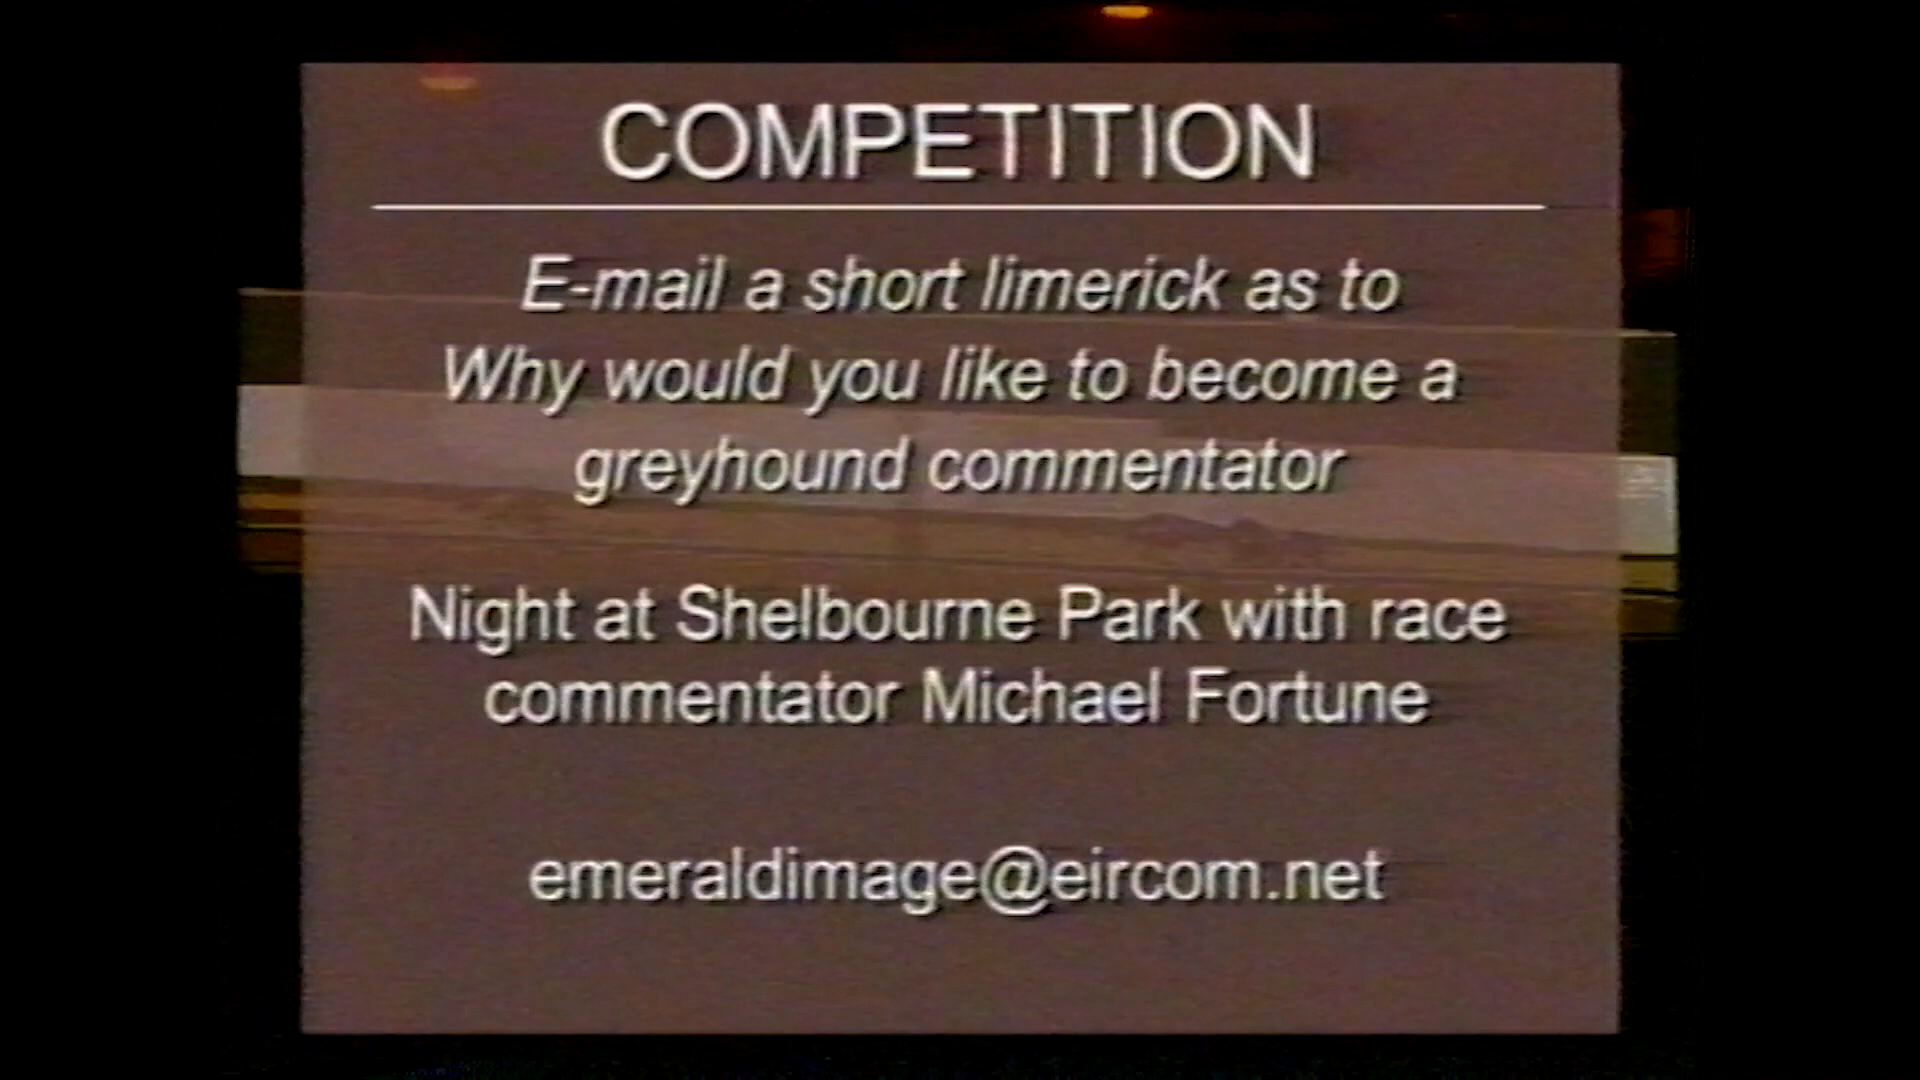 COMPETITION
E-mail a short limerick as to
Why would you like to become a
greyhound commentator
Night at Shelbourne Park with race
commentator Michael Fortune
emeraldimage@eircom.net